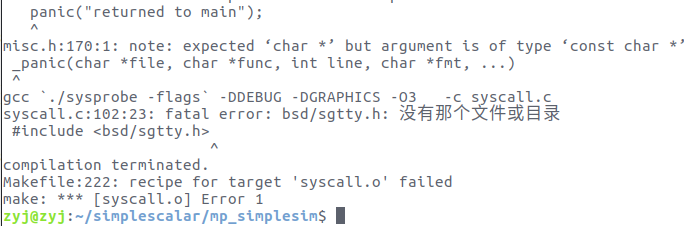 panic("returned to main");
^
misc.h:170:1: note: expected ‘char *’ but argument is of type ‘const char *’
_panic(char *file, char *func, int line, char *fmt, ...)
^
gcc `./sysprobe -flags` -DDEBUG -DGRAPHICS -O3   -c syscall.c
syscall.c:102:23: fatal error: bsd/sgtty.h: 没有那个文件或目录
#include <bsd/sgtty.h>
^
compilation terminated.
Makefile:222: recipe for target 'syscall.o' failed
make: *** [syscall.o] Error 1
zyj@zyj:~/simplescalar/mp_simplesim$